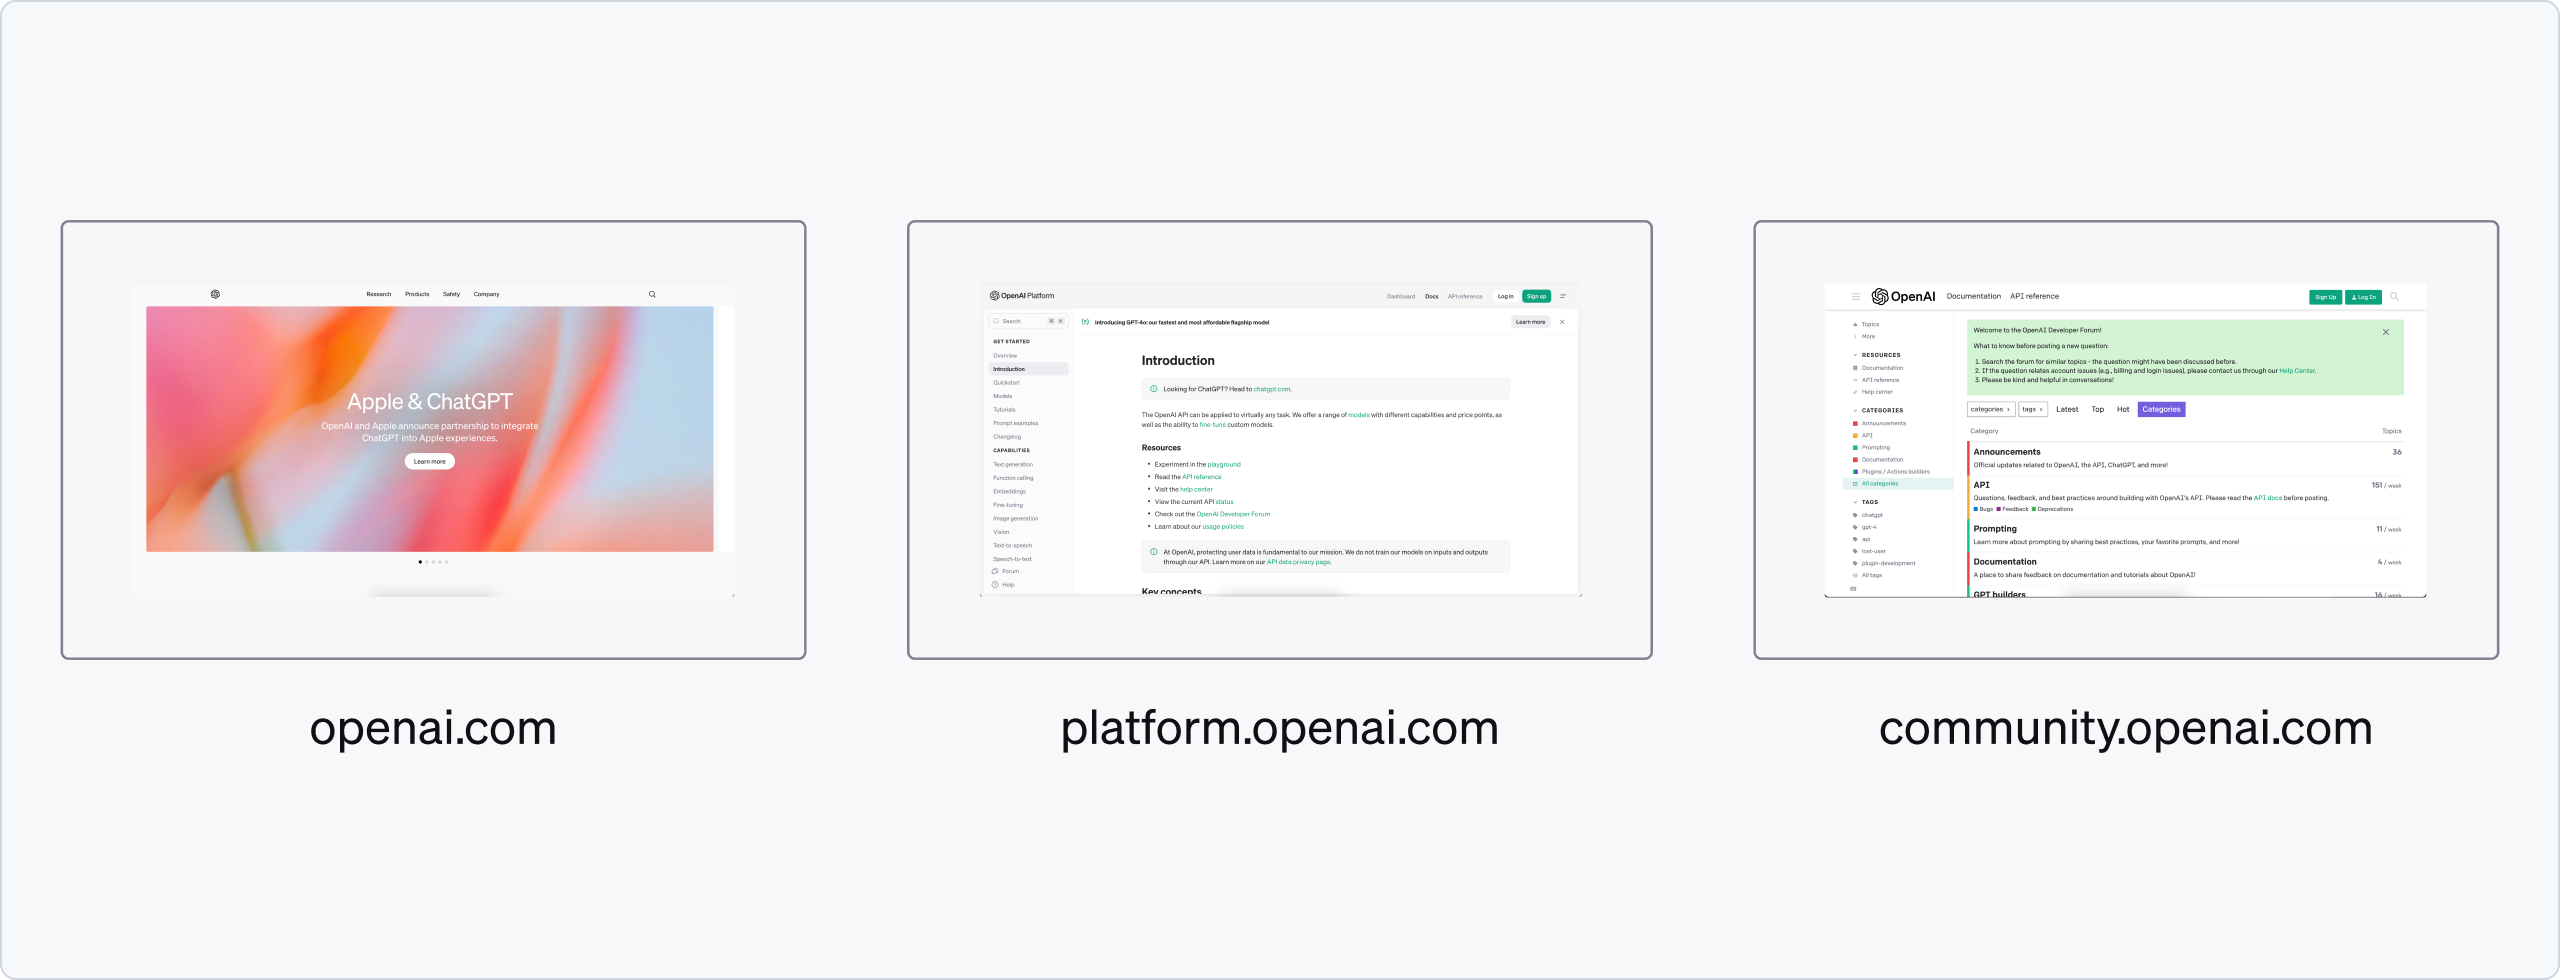 Research Products Safety Company
Apple & ChatGPT
OpenAI and Apple announce partnership to integrate
ChatGPT into Apple experiences.
Learn more
openai.com
OpenAI Platform
Dashboard Docs API reference Log in Sign up
Search ⌘ K
GET STARTED
Overview
Introduction
Quickstart
Models
Tutorials
Prompt examples
Changelog
CAPABILITIES
Text generation
Function calling
Embeddings
Fine-tuning
Image generation
Vision
Text-to-speech
Speech-to-text
Forum
Help
Introducing GPT-4o: our fastest and most affordable flagship model
Learn more
Introduction
Looking for ChatGPT? Head to chatgpt.com.
The OpenAI API can be applied to virtually any task. We offer a range of models with different capabilities and price points, as
well as the ability to fine-tune custom models.
Resources
• Experiment in the playground
• Read the API reference
• Visit the help center
• View the current API status
• Check out the OpenAI Developer Forum
• Learn about our usage policies
At OpenAI, protecting user data is fundamental to our mission. We do not train our models on inputs and outputs
through our API. Learn more on our API data privacy page.
Key concepts
platform.openai.com
OpenAI Documentation API reference
Sign Up Log In
Topics
More
RESOURCES
Documentation
API reference
Help center
CATEGORIES
Announcements
API
Prompting
Documentation
Plugins / Actions builders
All categories
TAGS
chatgpt
gpt-4
api
lost-user
plugin-development
All tags
Welcome to the OpenAI Developer Forum!
What to know before posting a new question:
1. Search the forum for similar topics - the question might have been discussed before.
2. If the question relates account issues (e.g., billing and login issues), please contact us through our Help Center.
3. Please be kind and helpful in conversations!
categories › tags › Latest Top Hot Categories
Category Topics
Announcements 36
Official updates related to OpenAI, the API, ChatGPT, and more!
API 151 / week
Questions, feedback, and best practices around building with OpenAI's API. Please read the API docs before posting.
Bugs Feedback Deprecations
Prompting 11 / week
Learn more about prompting by sharing best practices, your favorite prompts, and more!
Documentation 4 / week
A place to share feedback on documentation and tutorials about OpenAI!
GPT builders 16 / week
community.openai.com